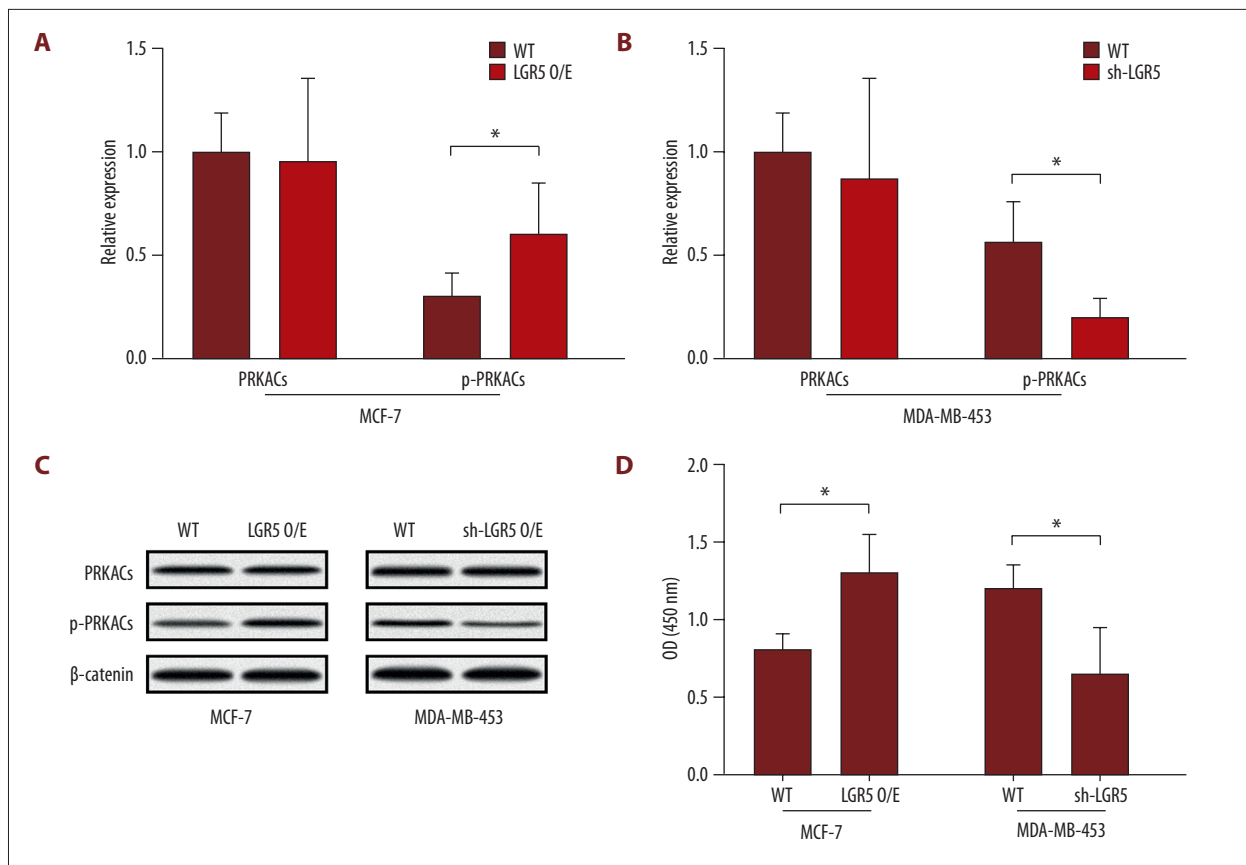 A
1.5
1.0
0.5
0.0
Relative expression
WT
LGR5 O/E
*
PRKACs
p-PRKACs
MCF-7
B
1.5
1.0
0.5
0.0
Relative expression
WT
sh-LGR5
*
PRKACs
p-PRKACs
MDA-MB-453
C
WT LGR5 O/E WT sh-LGR5 O/E
PRKACs
p-PRKACs
β-catenin
MCF-7 MDA-MB-453
D
2.0
1.5
1.0
0.5
0.0
OD (450 nm)
*
*
WT LGR5 O/E WT sh-LGR5
MCF-7 MDA-MB-453